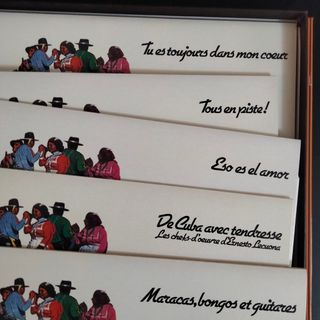 Tu es toujours dans mon coeur
Tous en piste!
Eso es el amor
De Cuba avec tendresse
Les chefs-d'oeuvre d'Ernesto Lecuona
Maracas, bongos et guitares